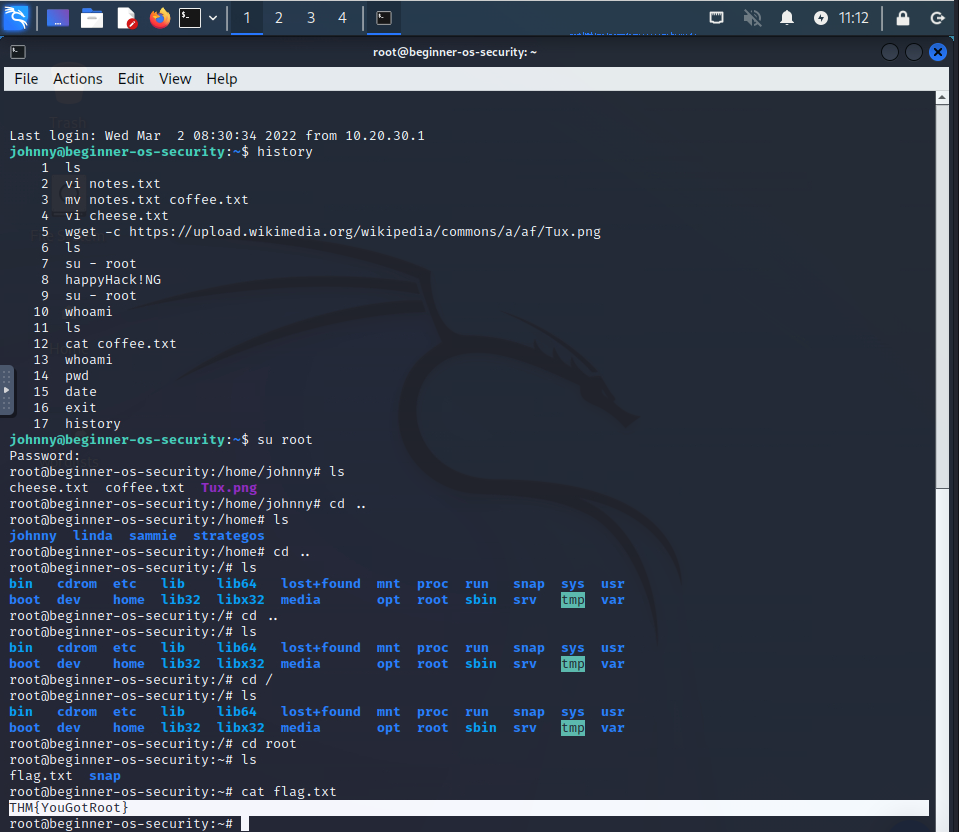 1 2 3 4 11:12
root@beginner-os-security: ~
File Actions Edit View Help
Last login: Wed Mar  2 08:30:34 2022 from 10.20.30.1
johnny@beginner-os-security:~$ history
    1  ls
    2  vi notes.txt
    3  mv notes.txt coffee.txt
    4  vi cheese.txt
    5  wget -c https://upload.wikimedia.org/wikipedia/commons/a/af/Tux.png
    6  ls
    7  su - root
    8  happyHack!NG
    9  su - root
   10  whoami
   11  ls
   12  cat coffee.txt
   13  whoami
   14  pwd
   15  date
   16  exit
   17  history
johnny@beginner-os-security:~$ su root
Password:
root@beginner-os-security:/home/johnny# ls
cheese.txt  coffee.txt  Tux.png
root@beginner-os-security:/home/johnny# cd ..
root@beginner-os-security:/home# ls
johnny  linda  sammie  strategos
root@beginner-os-security:/home# cd ..
root@beginner-os-security:/# ls
bin   cdrom  etc   lib    lib64   lost+found  mnt  proc  run   snap  sys  usr
boot  dev    home  lib32  libx32  media       opt  root  sbin  srv   tmp  var
root@beginner-os-security:/# cd ..
root@beginner-os-security:/# ls
bin   cdrom  etc   lib    lib64   lost+found  mnt  proc  run   snap  sys  usr
boot  dev    home  lib32  libx32  media       opt  root  sbin  srv   tmp  var
root@beginner-os-security:/# cd /
root@beginner-os-security:/# ls
bin   cdrom  etc   lib    lib64   lost+found  mnt  proc  run   snap  sys  usr
boot  dev    home  lib32  libx32  media       opt  root  sbin  srv   tmp  var
root@beginner-os-security:/# cd root
root@beginner-os-security:~# ls
flag.txt  snap
root@beginner-os-security:~# cat flag.txt
THM{YouGotRoot}
root@beginner-os-security:~#